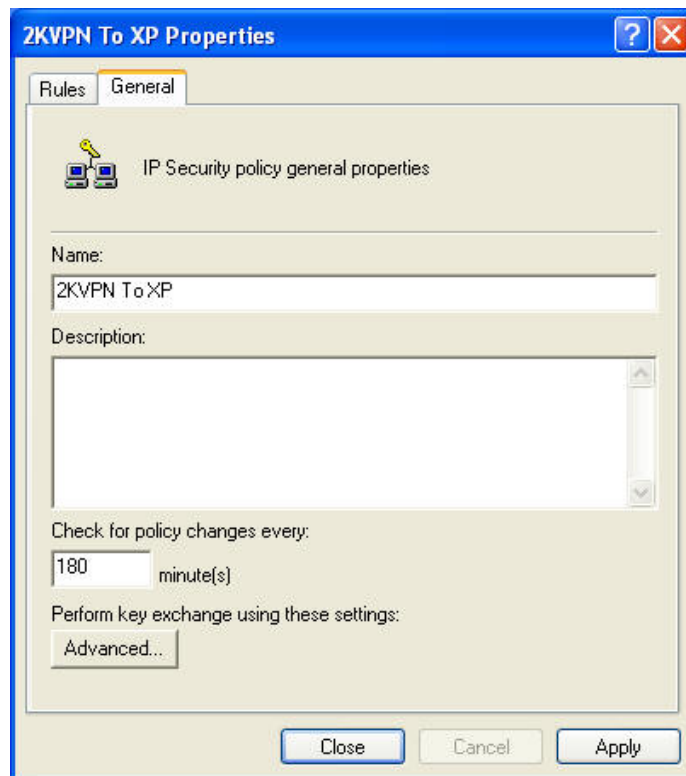 2KVPN To XP Properties
Rules General
IP Security policy general properties
Name:
2KVPN To XP
Description:
Check for policy changes every:
180 minute(s)
Perform key exchange using these settings:
Advanced...
Close Cancel Apply